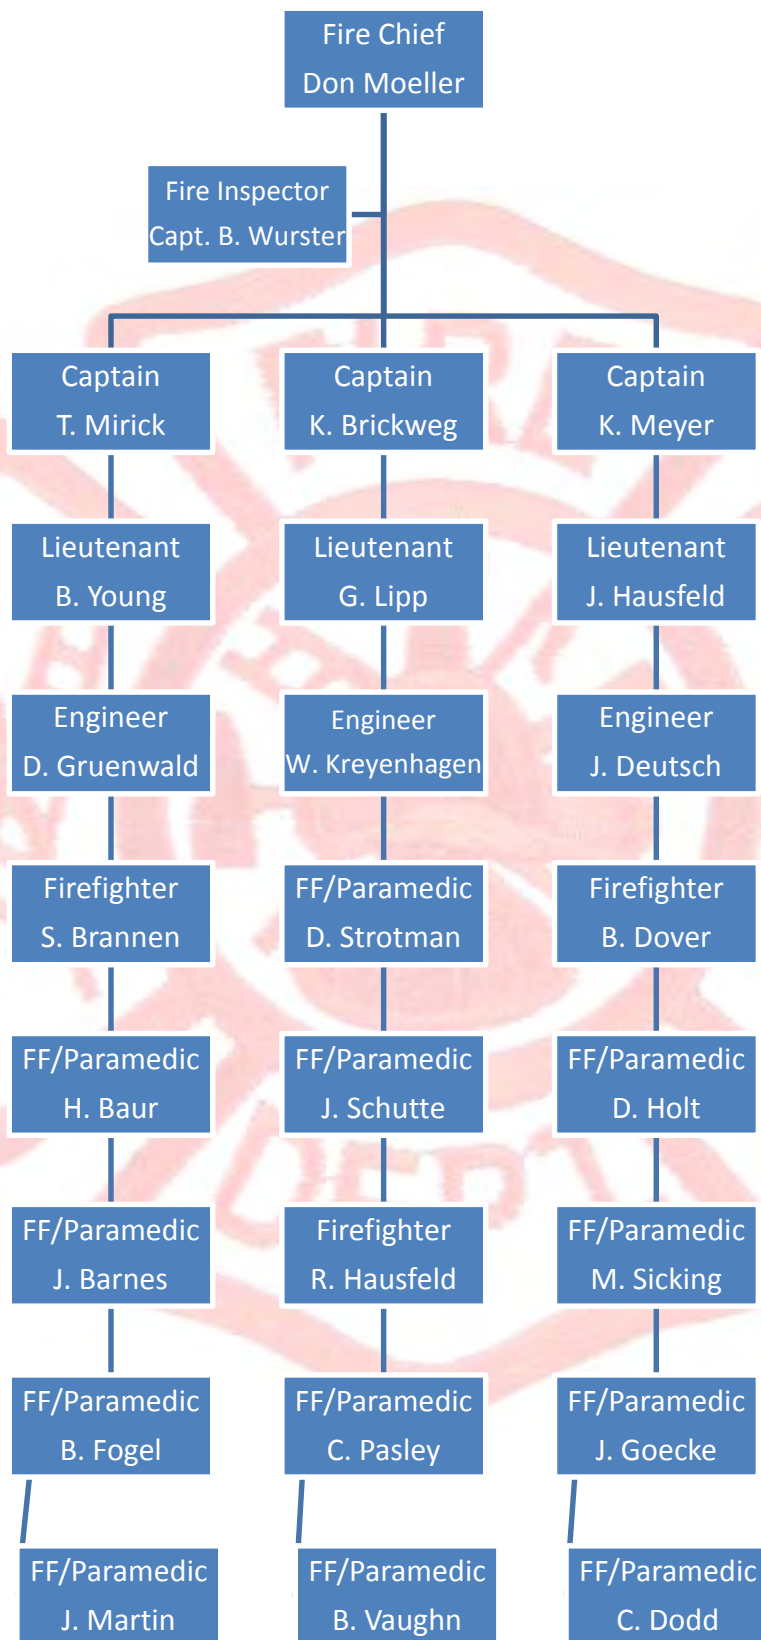 Fire Chief
Don Moeller
Fire Inspector
Capt. B. Wurster
Captain
T. Mirick
Captain
K. Brickweg
Captain
K. Meyer
Lieutenant
B. Young
Lieutenant
G. Lipp
Lieutenant
J. Hausfeld
Engineer
D. Gruenwald
Engineer
W. Kreyenhagen
Engineer
J. Deutsch
Firefighter
S. Brannen
FF/Paramedic
D. Strotman
Firefighter
B. Dover
FF/Paramedic
H. Baur
FF/Paramedic
J. Schutte
FF/Paramedic
D. Holt
FF/Paramedic
J. Barnes
Firefighter
R. Hausfeld
FF/Paramedic
M. Sicking
FF/Paramedic
B. Fogel
FF/Paramedic
C. Pasley
FF/Paramedic
J. Goecke
FF/Paramedic
J. Martin
FF/Paramedic
B. Vaughn
FF/Paramedic
C. Dodd